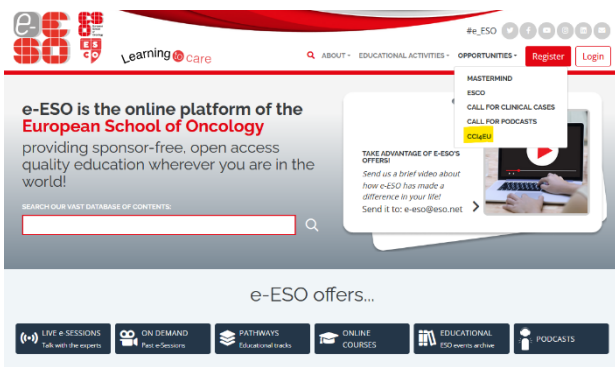 e-ESO
ESCO
Learning to care
#e_ESO
ABOUT
EDUCATIONAL ACTIVITIES
OPPORTUNITIES
Register
Login
MASTERMIND
ESCO
CALL FOR CLINICAL CASES
CALL FOR PODCASTS
CCI4EU
e-ESO is the online platform of the
European School of Oncology
providing sponsor-free, open access
quality education wherever you are in the
world!
SEARCH OUR VAST DATABASE OF CONTENTS:
TAKE ADVANTAGE OF E-ESO'S
OFFERS!
Send us a brief video about
how e-ESO has made a
difference in your life!
Send it to: e-eso@eso.net
e-ESO offers...
LIVE e-SESSIONS
Talk with the experts
ON DEMAND
Past e-Sessions
PATHWAYS
Educational tracks
ONLINE
COURSES
EDUCATIONAL
ESO events archive
PODCASTS